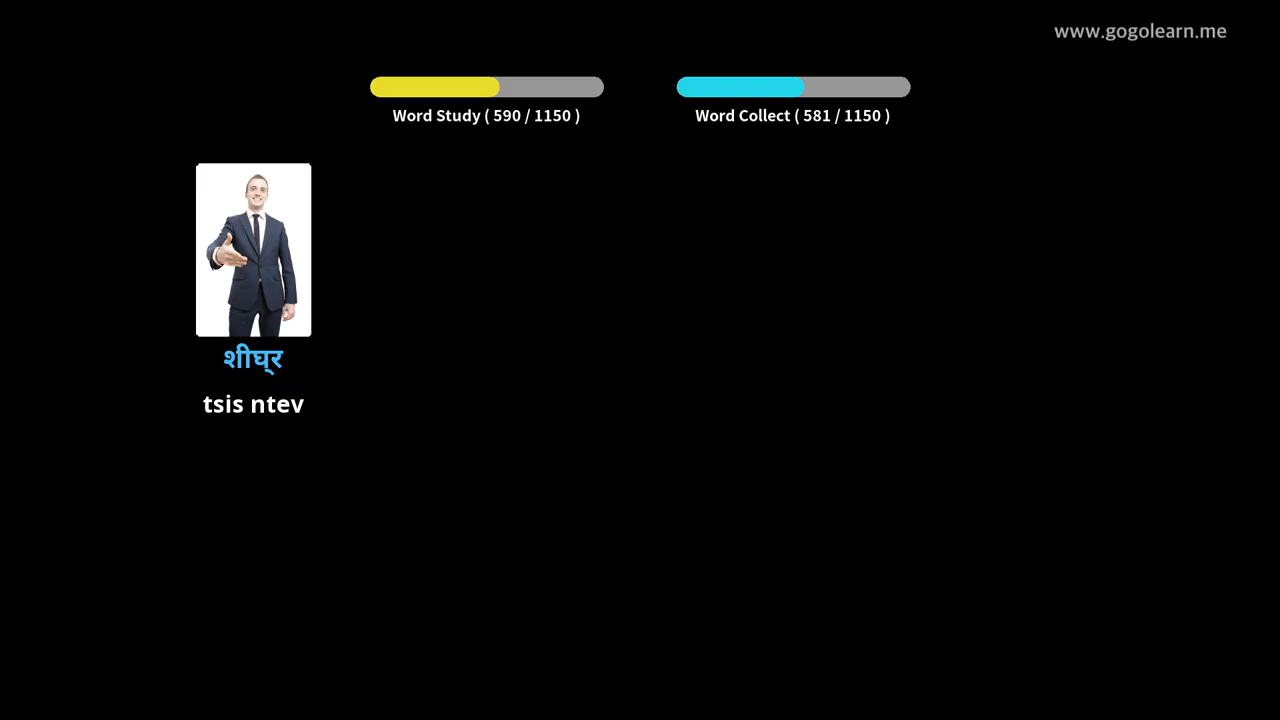 www.gogolearn.me
Word Study ( 590 / 1150 )
Word Collect ( 581 / 1150 )
शीघ्र
tsis ntev